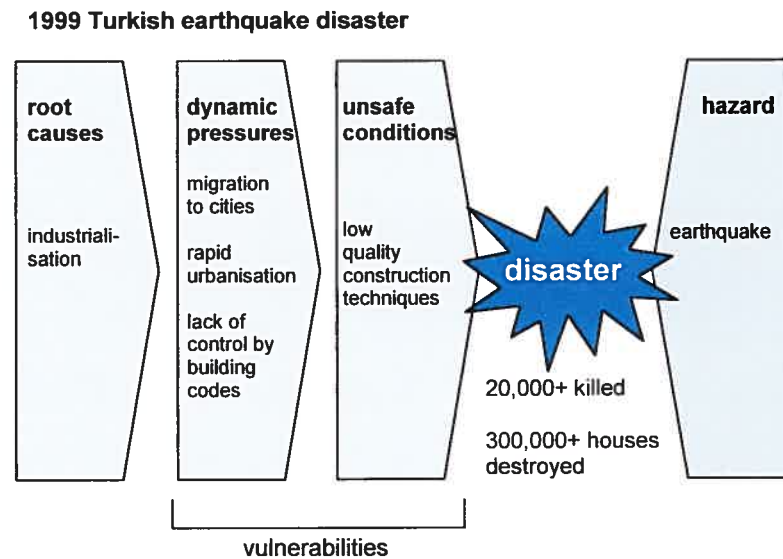 1999 Turkish earthquake disaster
root
causes
industriali-
sation
dynamic
pressures
migration
to cities
rapid
urbanisation
lack of
control by
building
codes
unsafe
conditions
low
quality
construction
techniques
disaster
20,000+ killed
300,000+ houses
destroyed
hazard
earthquake
vulnerabilities